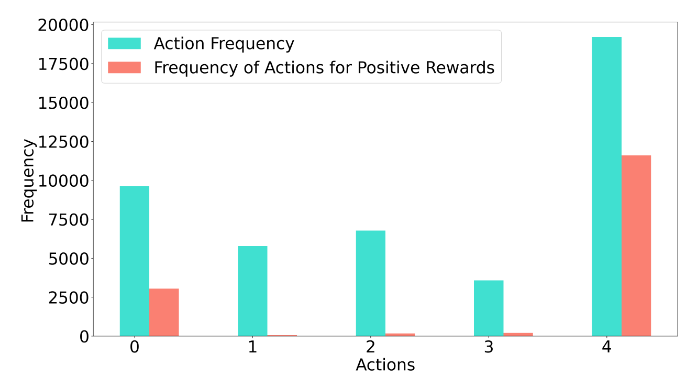 20000
17500
15000
12500
10000
7500
5000
2500
0
Frequency
Action Frequency
Frequency of Actions for Positive Rewards
0 1 2 3 4
Actions